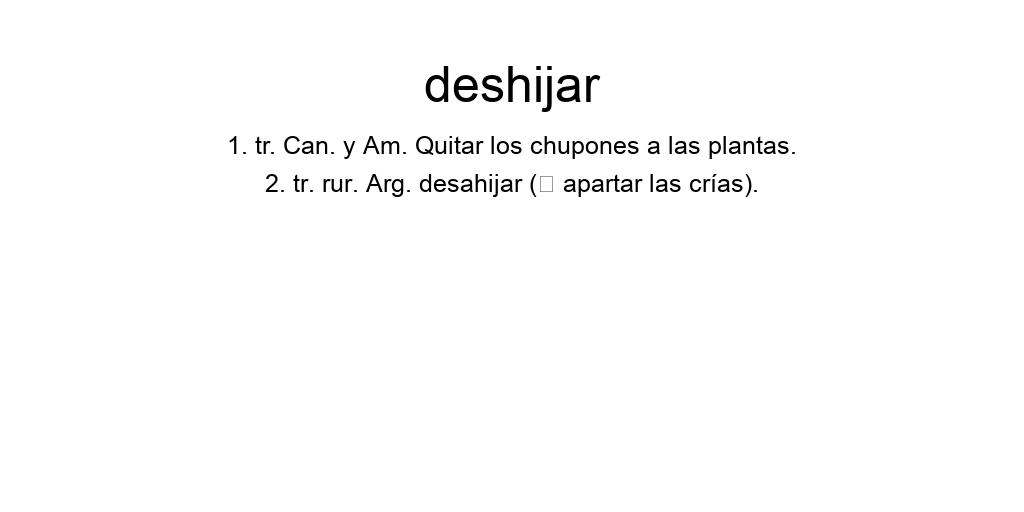 deshijar
1. tr. Can. y Am. Quitar los chupones a las plantas.
2. tr. rur. Arg. desahijar (▯ apartar las crías).